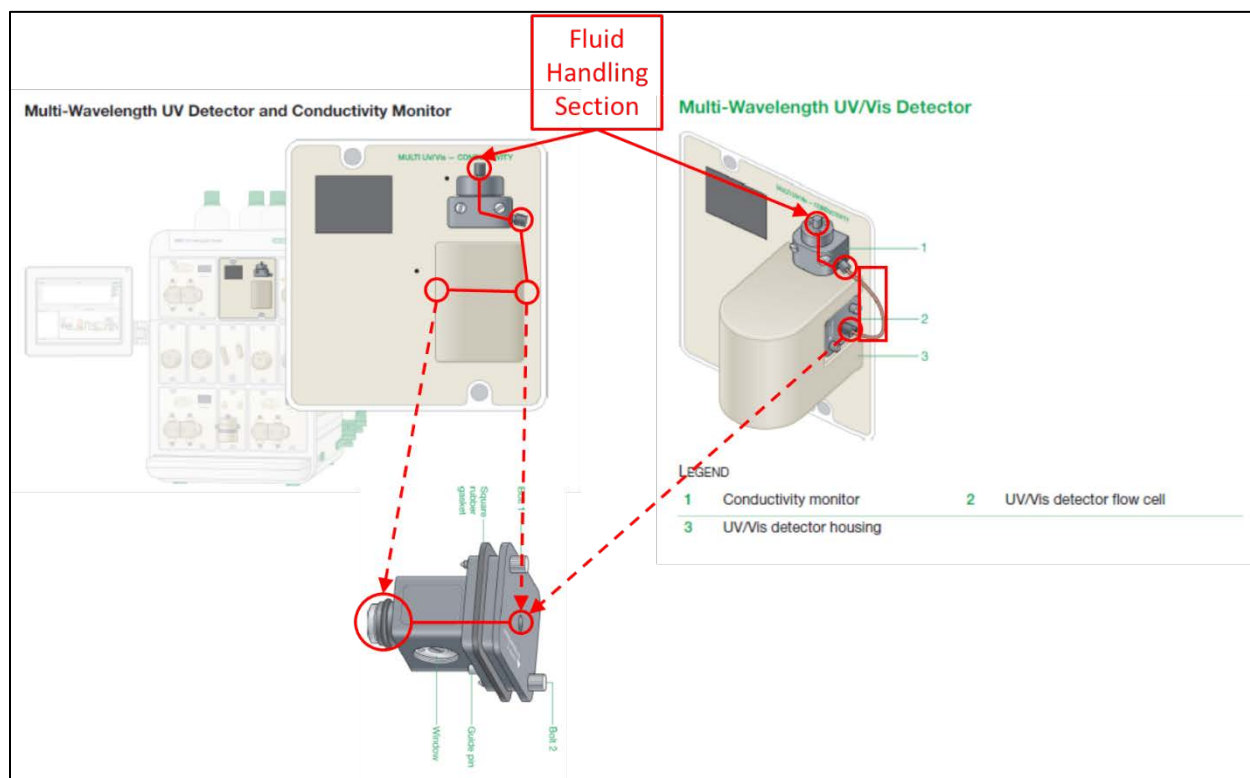 Fluid
Handling
Section
Multi-Wavelength UV Detector and Conductivity Monitor
Multi-Wavelength UV/Vis Detector
MULTI UV/Vis — CONDUCTIVITY
1
2
3
LEGEND
1 Conductivity monitor 2 UV/Vis detector flow cell
3 UV/Vis detector housing
Square
rubber
gasket
Bolt 1
Window
Guide pin
Bolt 2